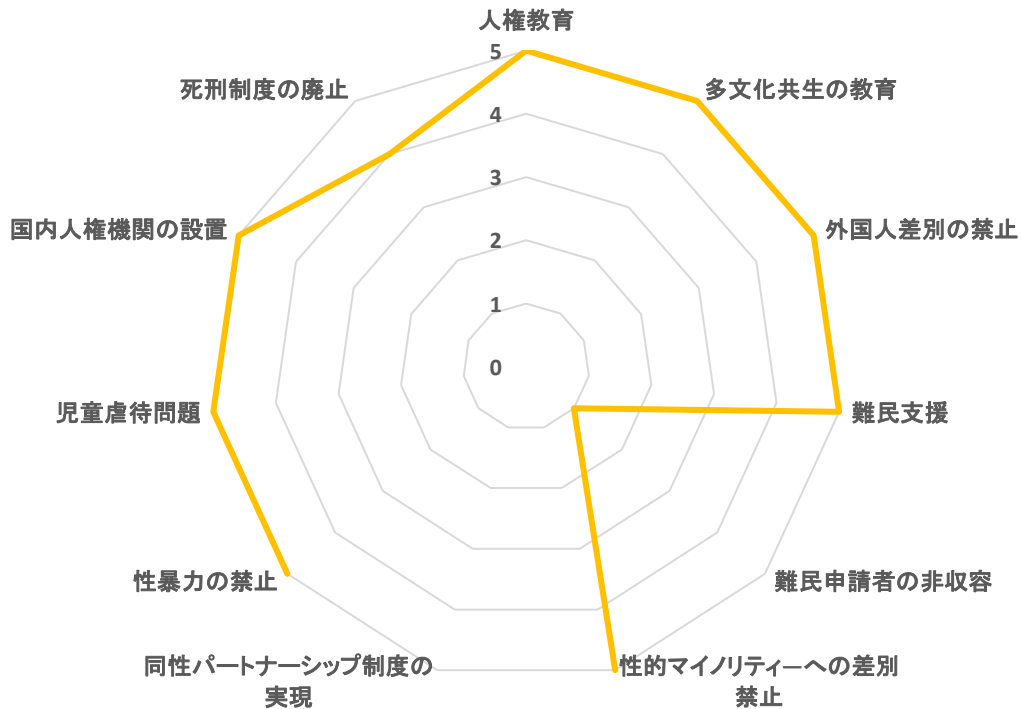 人権教育
5
死刑制度の廃止
多文化共生の教育
4
3
国内人権機関の設置
外国人差別の禁止
2
1
0
児童虐待問題
難民支援
性暴力の禁止
難民申請者の非収容
同性パートナーシップ制度の
実現
性的マイノリティ―への差別
禁止